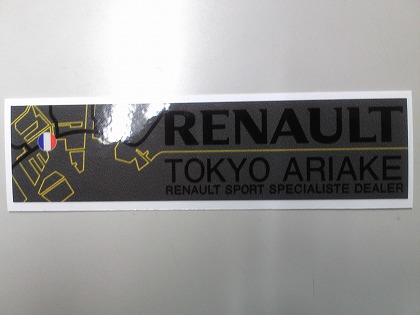 RENAULT
TOKYO ARIAKE
RENAULT SPORT SPECIALISTE DEALER